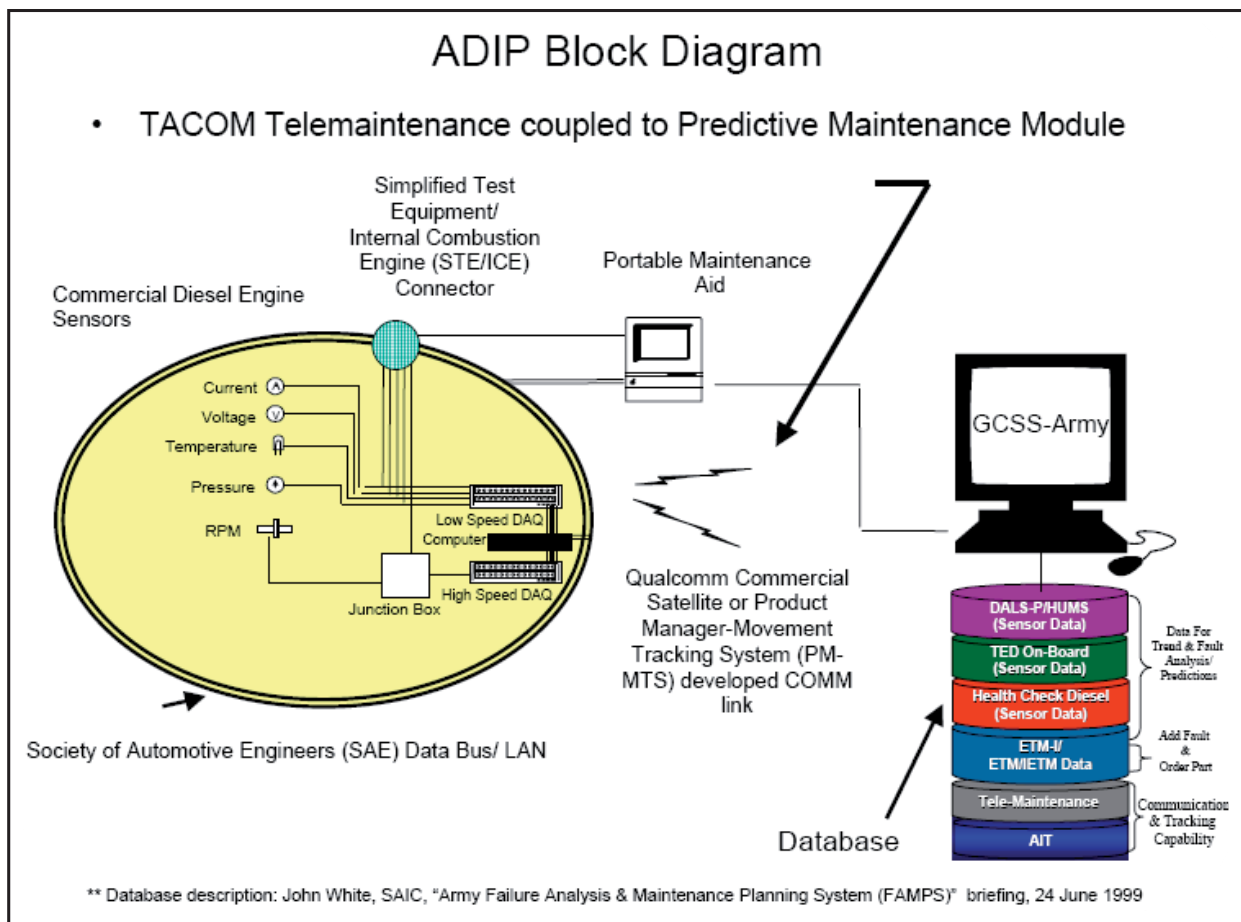 ADIP Block Diagram
• TACOM Telemaintenance coupled to Predictive Maintenance Module
Simplified Test
Equipment/
Internal Combustion
Engine (STE/ICE)
Connector
Portable Maintenance
Aid
Commercial Diesel Engine
Sensors
Current
A
Voltage
V
Temperature
Pressure
RPM
Low Speed DAQ
Computer
High Speed DAQ
Junction Box
GCSS-Army
Qualcomm Commercial
Satellite or Product
Manager-Movement
Tracking System (PM-
MTS) developed COMM
link
DALS-P/HUMS
(Sensor Data)
TED On-Board
(Sensor Data)
Health Check Diesel
(Sensor Data)
ETM-I/
ETM/IETM Data
Tele-Maintenance
AIT
Data For
Trend & Fault
Analysis/
Predictions
Add Fault
&
Order Part
Communication
& Tracking
Capability
Society of Automotive Engineers (SAE) Data Bus/ LAN
Database
** Database description: John White, SAIC, “Army Failure Analysis & Maintenance Planning System (FAMPS)” briefing, 24 June 1999